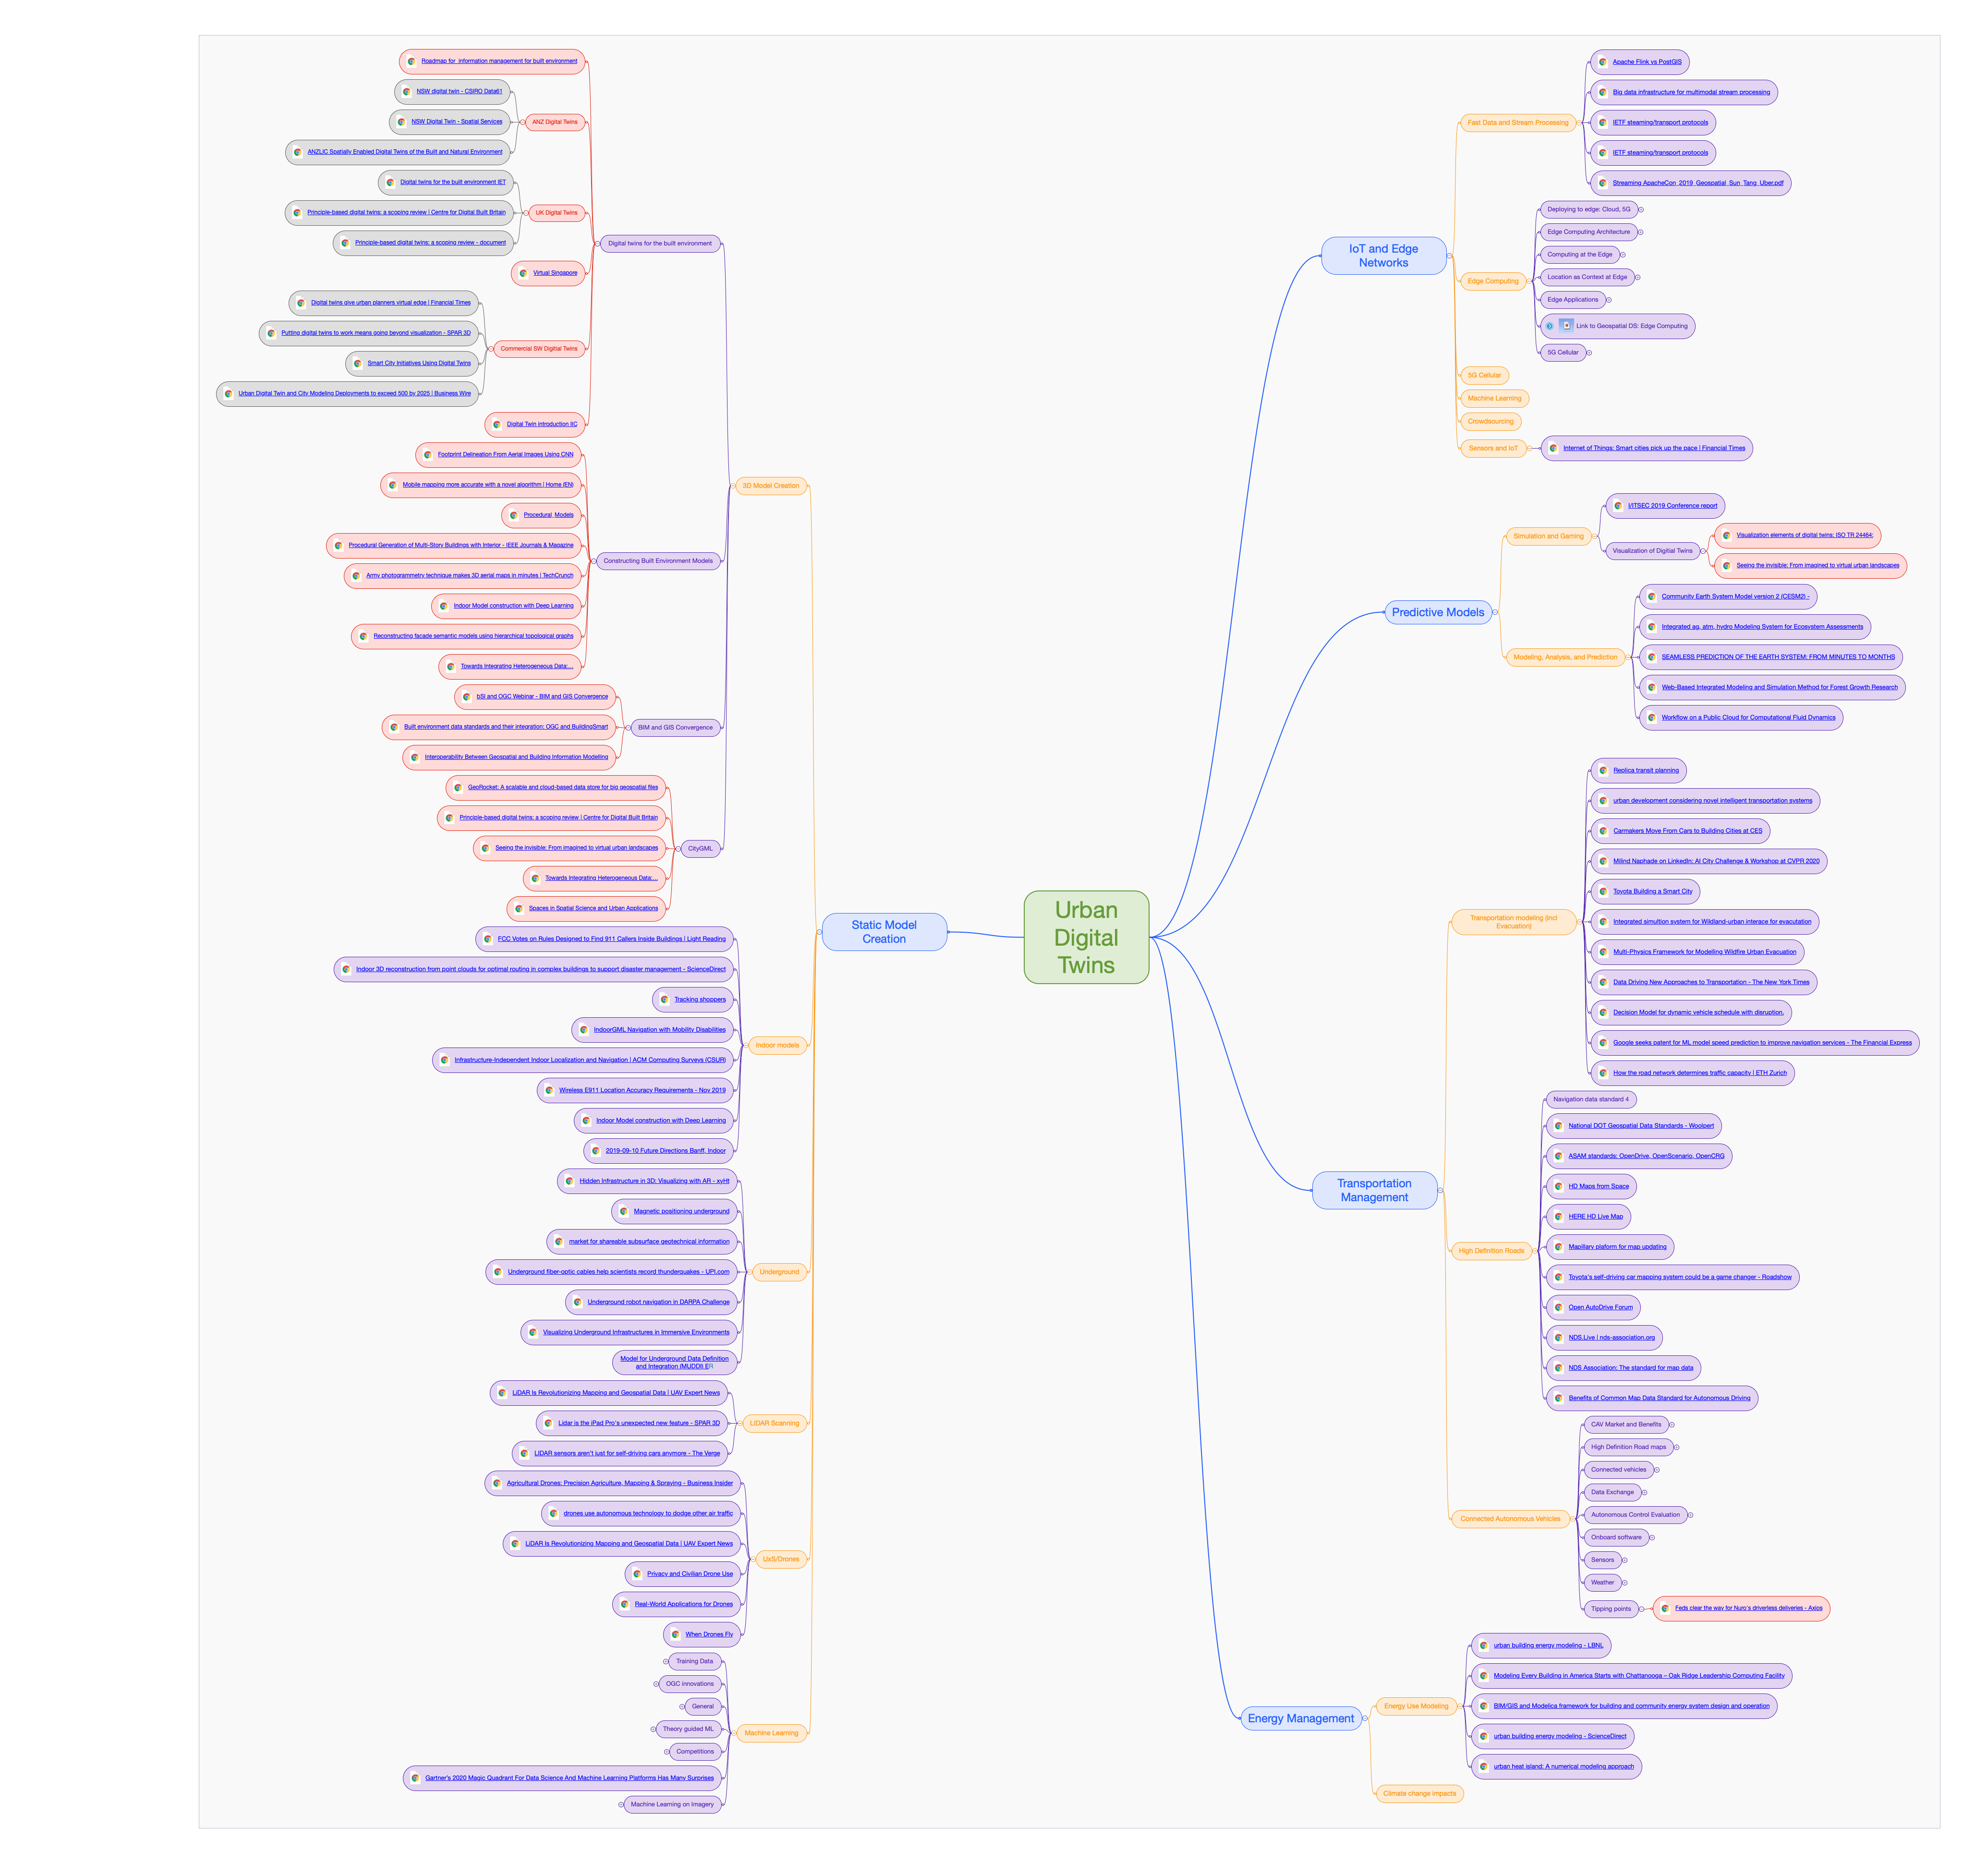 Urban
Digital
Twins
Static Model
Creation
3D Model Creation
Digital twins for the built environment
Roadmap for information management for built environment
ANZ Digital Twins
NSW digital twin - CSIRO Data61
NSW Digital Twin - Spatial Services
ANZLIC Spatially Enabled Digital Twins of the Built and Natural Environment
UK Digital Twins
Digital twins for the built environment IET
Principle-based digital twins: a scoping review | Centre for Digital Built Britain
Principle-based digital twins: a scoping review - document
Virtual Singapore
Commercial SW Digitial Twins
Digital twins give urban planners virtual edge | Financial Times
Putting digital twins to work means going beyond visualization - SPAR 3D
Smart City Initiatives Using Digital Twins
Urban Digital Twin and City Modeling Deployments to exceed 500 by 2025 | Business Wire
Digital Twin introduction IIC
Constructing Built Environment Models
Footprint Delineation From Aerial Images Using CNN
Mobile mapping more accurate with a novel algorithm | Home (EN)
Procedural Models
Procedural Generation of Multi-Story Buildings with Interior - IEEE Journals & Magazine
Army photogrammetry technique makes 3D aerial maps in minutes | TechCrunch
Indoor Model construction with Deep Learning
Reconstructing facade semantic models using hierarchical topological graphs
Towards Integrating Heterogeneous Data:...
BIM and GIS Convergence
bSI and OGC Webinar - BIM and GIS Convergence
Built environment data standards and their integration: OGC and BuildingSmart
Interoperability Between Geospatial and Building Information Modelling
CityGML
GeoRocket: A scalable and cloud-based data store for big geospatial files
Principle-based digital twins: a scoping review | Centre for Digital Built Britain
Seeing the invisible: From imagined to virtual urban landscapes
Towards Integrating Heterogeneous Data:...
Spaces in Spatial Science and Urban Applications
Indoor models
FCC Votes on Rules Designed to Find 911 Callers Inside Buildings | Light Reading
Indoor 3D reconstruction from point clouds for optimal routing in complex buildings to support disaster management - ScienceDirect
Tracking shoppers
IndoorGML Navigation with Mobility Disabilities
Infrastructure-Independent Indoor Localization and Navigation | ACM Computing Surveys (CSUR)
Wireless E911 Location Accuracy Requirements - Nov 2019
Indoor Model construction with Deep Learning
2019-09-10 Future Directions Banff, Indoor
Underground
Hidden Infrastructure in 3D: Visualizing with AR - xyHt
Magnetic positioning underground
market for shareable subsurface geotechnical information
Underground fiber-optic cables help scientists record thunderquakes - UPI.com
Underground robot navigation in DARPA Challenge
Visualizing Underground Infrastructures in Immersive Environments
Model for Underground Data Definition
and Integration (MUDDI) ER
LIDAR Scanning
LiDAR Is Revolutionizing Mapping and Geospatial Data | UAV Expert News
Lidar is the iPad Pro's unexpected new feature - SPAR 3D
LIDAR sensors aren't just for self-driving cars anymore - The Verge
UxS/Drones
Agricultural Drones: Precision Agriculture, Mapping & Spraying - Business Insider
drones use autonomous technology to dodge other air traffic
LiDAR Is Revolutionizing Mapping and Geospatial Data | UAV Expert News
Privacy and Civilian Drone Use
Real-World Applications for Drones
When Drones Fly
Machine Learning
Training Data
OGC innovations
General
Theory guided ML
Competitions
Gartner's 2020 Magic Quadrant For Data Science And Machine Learning Platforms Has Many Surprises
Machine Learning on Imagery
IoT and Edge
Networks
Fast Data and Stream Processing
Apache Flink vs PostGIS
Big data infrastructure for multimodal stream processing
IETF steaming/transport protocols
IETF steaming/transport protocols
Streaming ApacheCon_2019_Geospatial_Sun_Tang_Uber.pdf
Edge Computing
Deploying to edge: Cloud, 5G
Edge Computing Architecture
Computing at the Edge
Location as Context at Edge
Edge Applications
Link to Geospatial DS: Edge Computing
5G Cellular
5G Cellular
Machine Learning
Crowdsourcing
Sensors and IoT
Internet of Things: Smart cities pick up the pace | Financial Times
Predictive Models
Simulation and Gaming
I/ITSEC 2019 Conference report
Visualization of Digitial Twins
Visualization elements of digital twins: ISO TR 24464:
Seeing the invisible: From imagined to virtual urban landscapes
Modeling, Analysis, and Prediction
Community Earth System Model version 2 (CESM2) -
Integrated ag, atm, hydro Modeling System for Ecosystem Assessments
SEAMLESS PREDICTION OF THE EARTH SYSTEM: FROM MINUTES TO MONTHS
Web-Based Integrated Modeling and Simulation Method for Forest Growth Research
Workflow on a Public Cloud for Computational Fluid Dynamics
Transportation
Management
Transportation modeling (incl
Evacuation)
Replica transit planning
urban development considering novel intelligent transportation systems
Carmakers Move From Cars to Building Cities at CES
Milind Naphade on LinkedIn: AI City Challenge & Workshop at CVPR 2020
Toyota Building a Smart City
Integrated simultion system for Wildland-urban interace for evacutation
Multi-Physics Framework for Modelling Wildfire Urban Evacuation
Data Driving New Approaches to Transportation - The New York Times
Decision Model for dynamic vehicle schedule with disruption.
Google seeks patent for ML model speed prediction to improve navigation services - The Financial Express
How the road network determines traffic capacity | ETH Zurich
High Definition Roads
Navigation data standard 4
National DOT Geospatial Data Standards - Woolpert
ASAM standards: OpenDrive, OpenScenario, OpenCRG
HD Maps from Space
HERE HD Live Map
Mapillary plaform for map updating
Toyota's self-driving car mapping system could be a game changer - Roadshow
Open AutoDrive Forum
NDS.Live | nds-association.org
NDS Association: The standard for map data
Benefits of Common Map Data Standard for Autonomous Driving
Connected Autonomous Vehicles
CAV Market and Benefits
High Definition Road maps
Connected vehicles
Data Exchange
Autonomous Control Evaluation
Onboard software
Sensors
Weather
Tipping points
Feds clear the way for Nuro's driverless deliveries - Axios
Energy Management
Energy Use Modeling
urban building energy modeling - LBNL
Modeling Every Building in America Starts with Chattanooga – Oak Ridge Leadership Computing Facility
BIM/GIS and Modelica framework for building and community energy system design and operation
urban building energy modeling - ScienceDirect
urban heat island: A numerical modeling approach
Climate change impacts